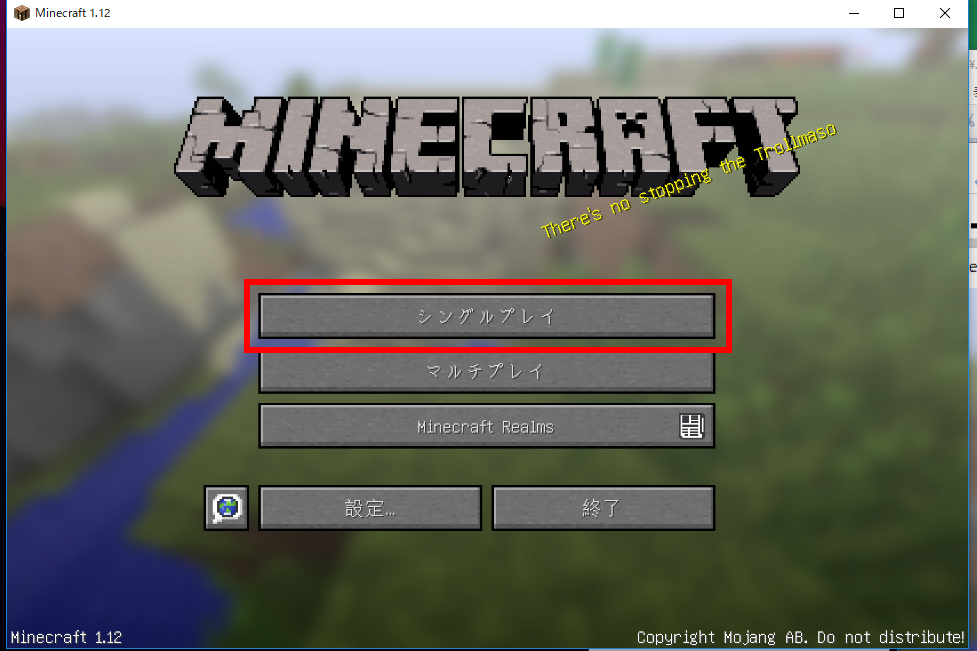 Minecraft 1.12
MINECRAFT
There's no stopping the Trollmaso
シングルプレイ
マルチプレイ
Minecraft Realms
設定...
終了
Minecraft 1.12
Copyright Mojang AB. Do not distribute!